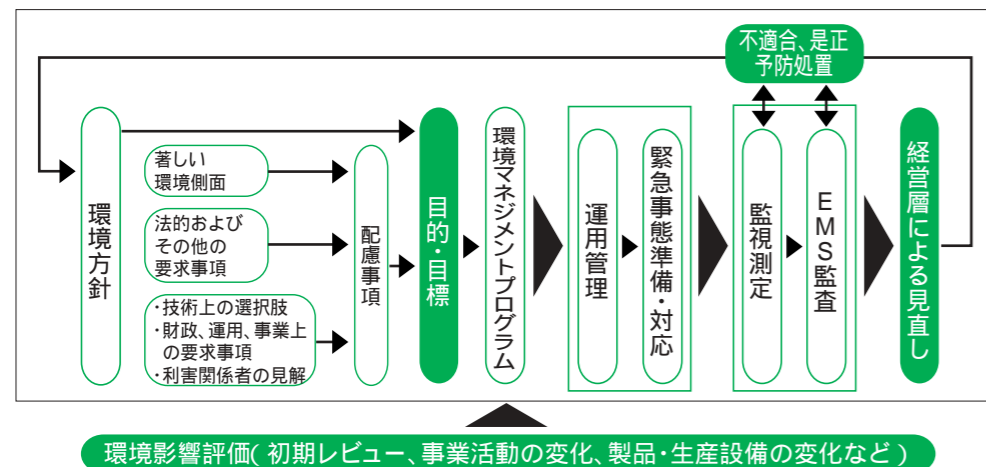 不適合、是正
予防処置
環境方針
著しい
環境側面
法的および
その他の
要求事項
・技術上の選択肢
・財政、運用、事業上
の要求事項
・利害関係者の見解
配慮事項
目的・目標
環境マネジメントプログラム
運用管理
緊急事態準備・対応
監視測定
EMS監査
経営層による見直し
環境影響評価(初期レビュー、事業活動の変化、製品・生産設備の変化など)